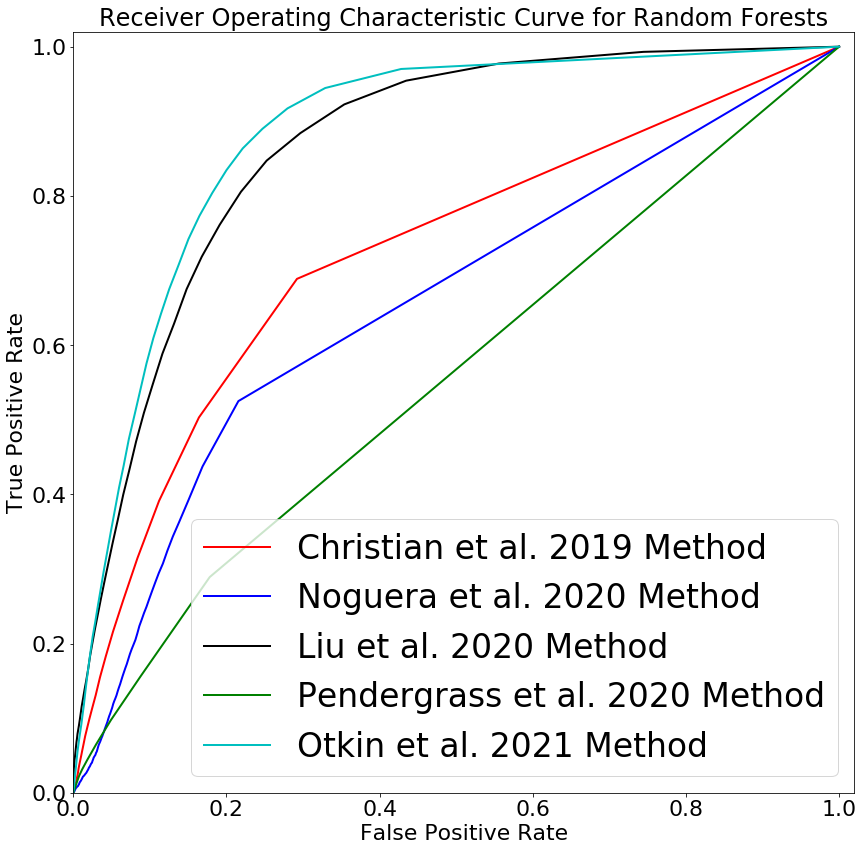 Receiver Operating Characteristic Curve for Random Forests
1.0
0.8
0.6
0.4
0.2
0.0
True Positive Rate
Christian et al. 2019 Method
Noguera et al. 2020 Method
Liu et al. 2020 Method
Pendergrass et al. 2020 Method
Otkin et al. 2021 Method
0.0 0.2 0.4 0.6 0.8 1.0
False Positive Rate